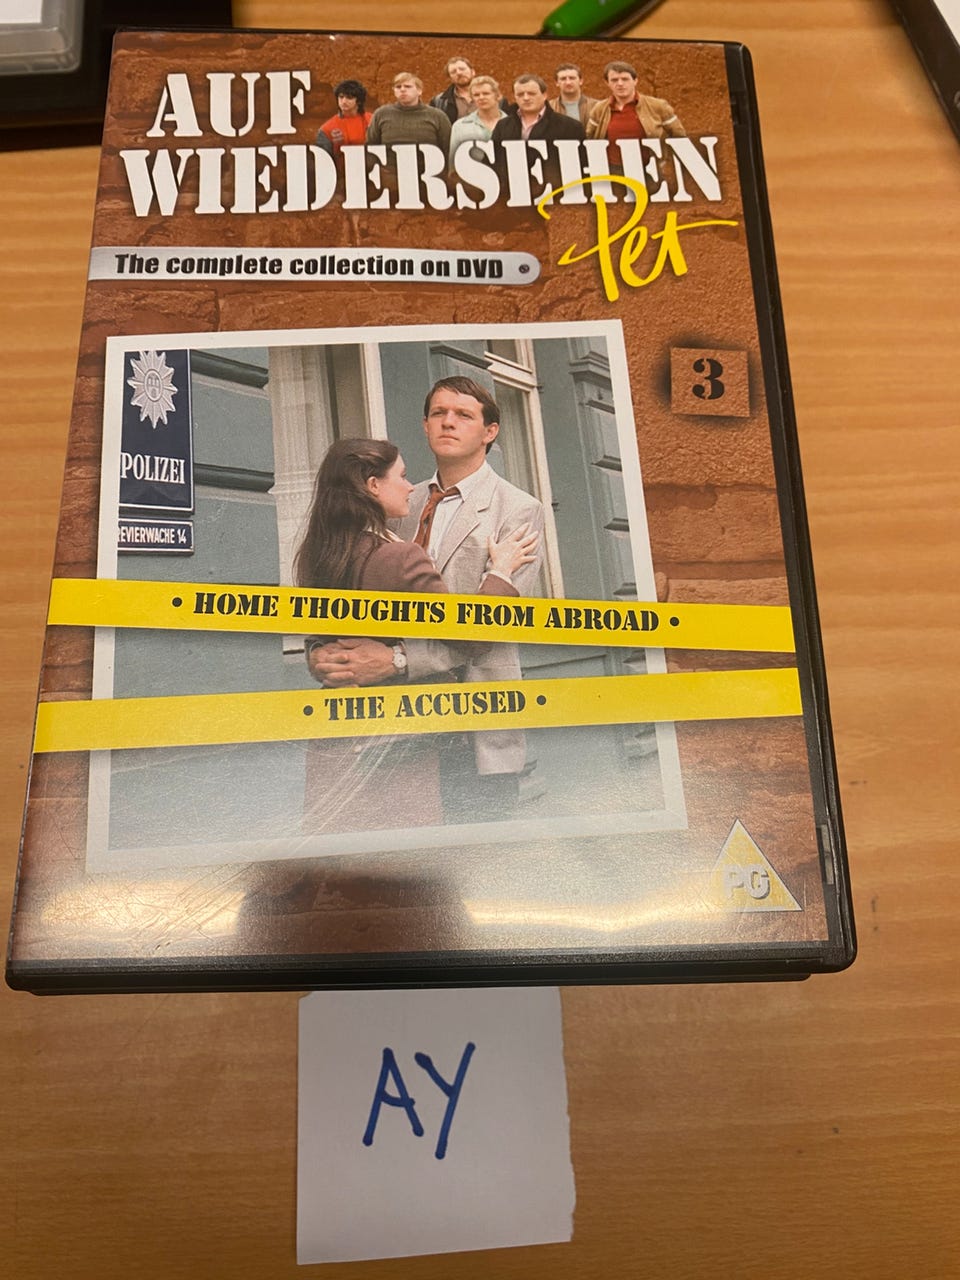 AUF
WIEDERSEHEN
Pet
The complete collection on DVD
3
POLIZEI
REVIERWACHE 14
• HOME THOUGHTS FROM ABROAD •
• THE ACCUSED •
PG
AY